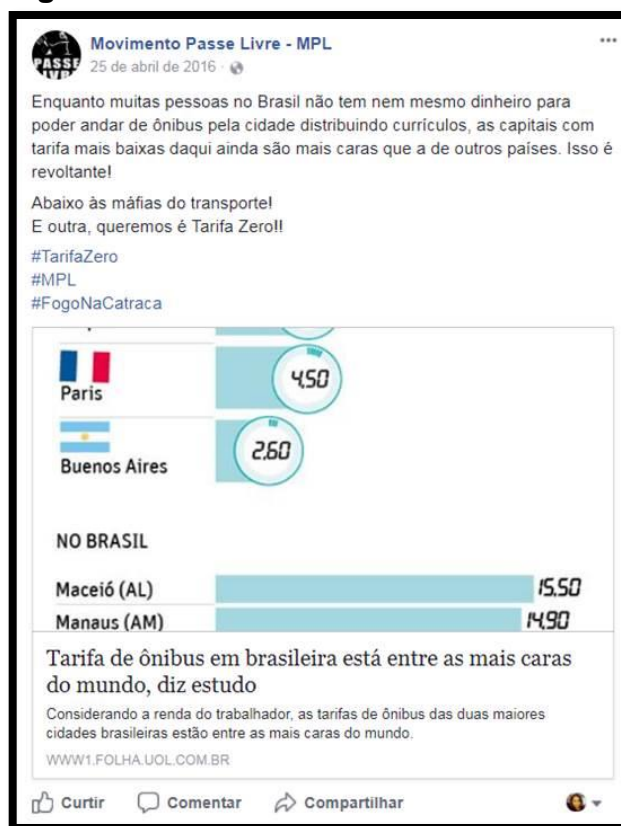 Movimento Passe Livre - MPL
PASSE
25 de abril de 2016
Enquanto muitas pessoas no Brasil não tem nem mesmo dinheiro para
poder andar de ônibus pela cidade distribuindo currículos, as capitais com
tarifa mais baixas daqui ainda são mais caras que a de outros países. Isso é
revoltante!
Abaixo às máfias do transporte!
E outra, queremos é Tarifa Zero!!
#TarifaZero
#MPL
#FogoNaCatraca
Paris
4,50
Buenos Aires
2,60
NO BRASIL
Maceió (AL) 15,50
Manaus (AM) 14,90
Tarifa de ônibus em brasileira está entre as mais caras
do mundo, diz estudo
Considerando a renda do trabalhador, as tarifas de ônibus das duas maiores
cidades brasileiras estão entre as mais caras do mundo.
WWW1.FOLHA.UOL.COM.BR
Curtir Comentar Compartilhar